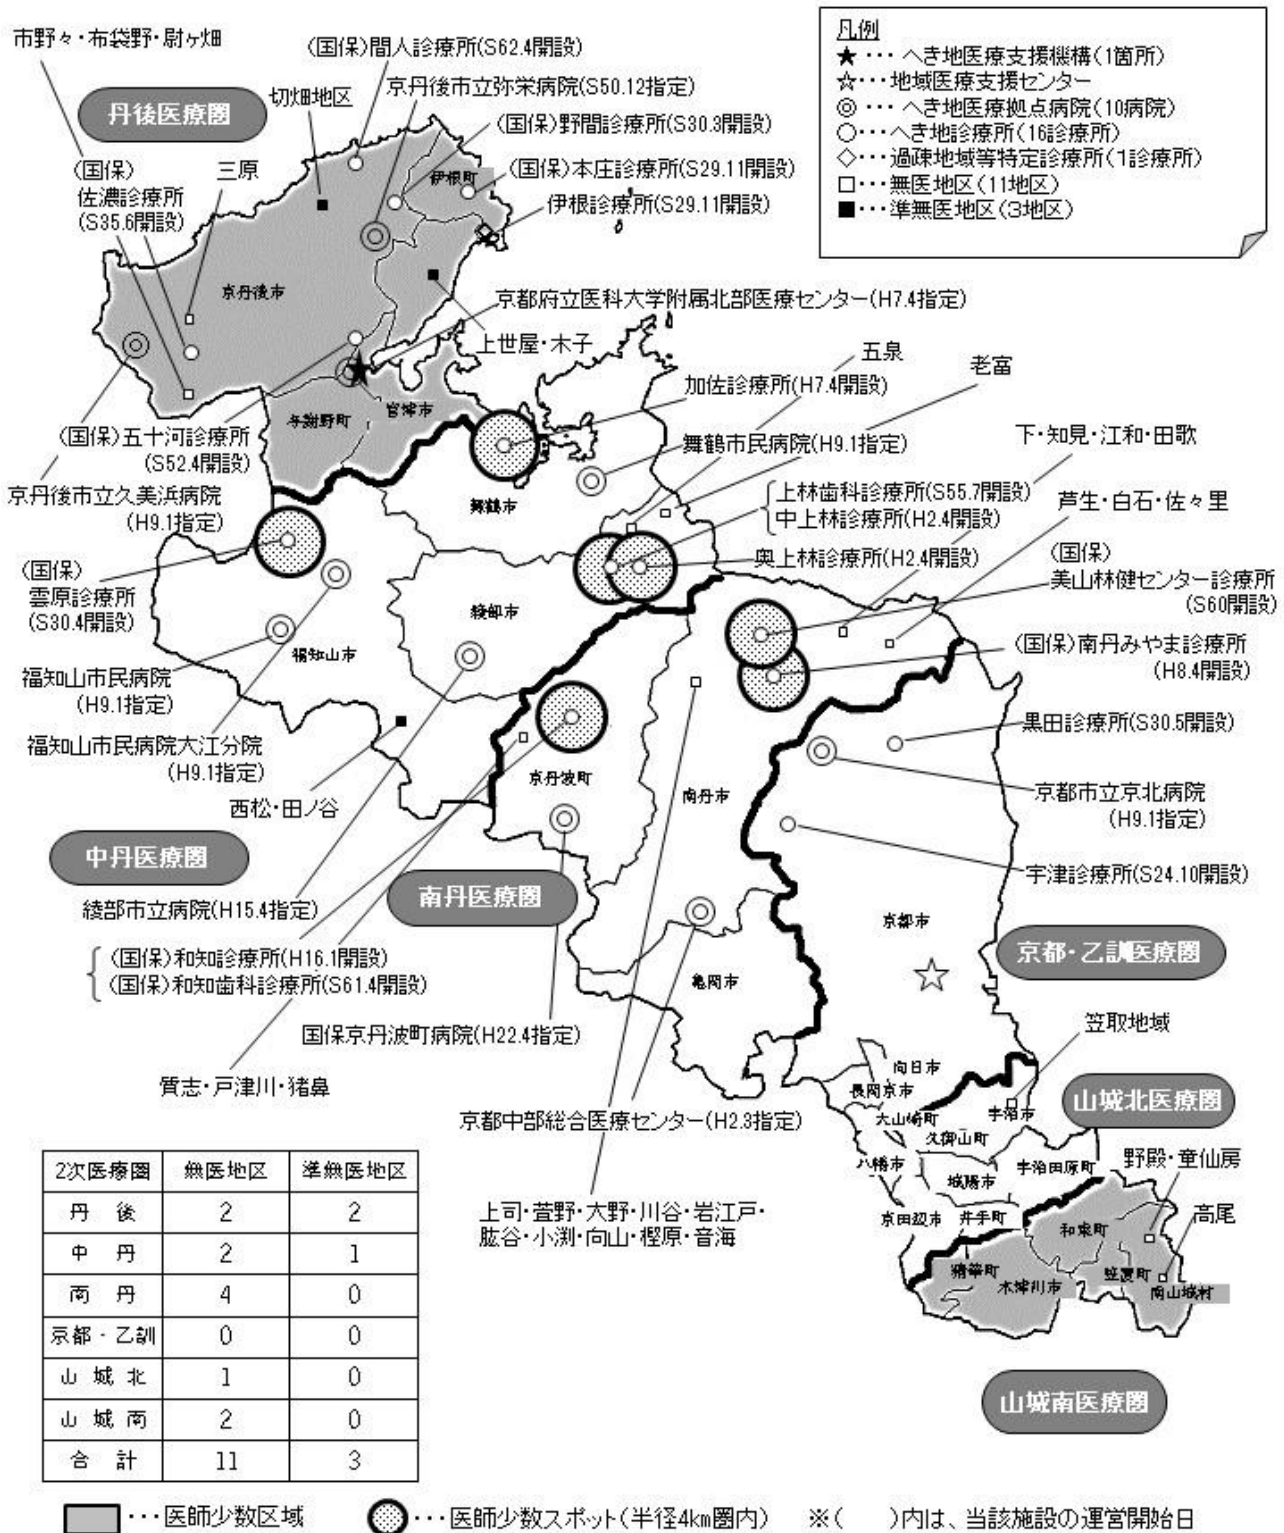 市野々・布袋野・尉ヶ畑
(国保)間人診療所(S62.4開設)
京丹後市立弥栄病院(S50.12指定)
丹後医療圏
切畑地区
(国保)野間診療所(S30.3開設)
(国保)
佐濃診療所
(S35.6開設)
三原
伊根町
(国保)本庄診療所(S29.11開設)
伊根診療所(S29.11開設)
凡例
★・・・ へき地医療支援機構(1箇所)
☆・・・地域医療支援センター
◎・・・ へき地医療拠点病院(10病院)
○・・・へき地診療所(16診療所)
◇・・・過疎地域等特定診療所(1診療所)
□・・・無医地区(11地区)
■・・・準無医地区(3地区)
京丹後市
京都府立医科大学附属北部医療センター(H7.4指定)
上世屋・木子
五泉
老富
加佐診療所(H7.4開設)
与謝野町
宮津市
(国保)五十河診療所
(S52.4開設)
舞鶴市民病院(H9.1指定)
下・知見・江和・田歌
京丹後市立久美浜病院
(H9.1指定)
舞鶴市
上林歯科診療所(S55.7開設)
中上林診療所(H2.4開設)
芦生・白石・佐々里
奥上林診療所(H2.4開設)
(国保)
美山林健センター診療所
(S60開設)
(国保)
雲原診療所
(S30.4開設)
綾部市
福知山市
(国保)南丹みやま診療所
(H8.4開設)
福知山市民病院
(H9.1指定)
黒田診療所(S30.5開設)
福知山市民病院大江分院
(H9.1指定)
京丹波町
南丹市
京都市立京北病院
(H9.1指定)
西松・田ノ谷
中丹医療圏
宇津診療所(S24.10開設)
南丹医療圏
綾部市立病院(H15.4指定)
京都市
京都・乙訓医療圏
(国保)和知診療所(H16.1開設)
(国保)和知歯科診療所(S61.4開設)
亀岡市
国保京丹波町病院(H22.4指定)
笠取地域
質志・戸津川・猪鼻
向日市
長岡京市
山城北医療圏
京都中部総合医療センター(H2.3指定)
大山崎町
宇治市
久御山町
八幡市
宇治田原町
野殿・童仙房
城陽市
上司・萱野・大野・川谷・岩江戸・
肱谷・小渕・向山・樫原・音海
京田辺市
井手町
高尾
和束町
精華町
笠置町
木津川市
南山城村
山城南医療圏
2次医療圏 無医地区 準無医地区
丹 後 2 2
中 丹 2 1
南 丹 4 0
京都・乙訓 0 0
山 城 北 1 0
山 城 南 2 0
合 計 11 3
・・・医師少数区域 ・・・医師少数スポット(半径4km圏内) ※( )内は、当該施設の運営開始日